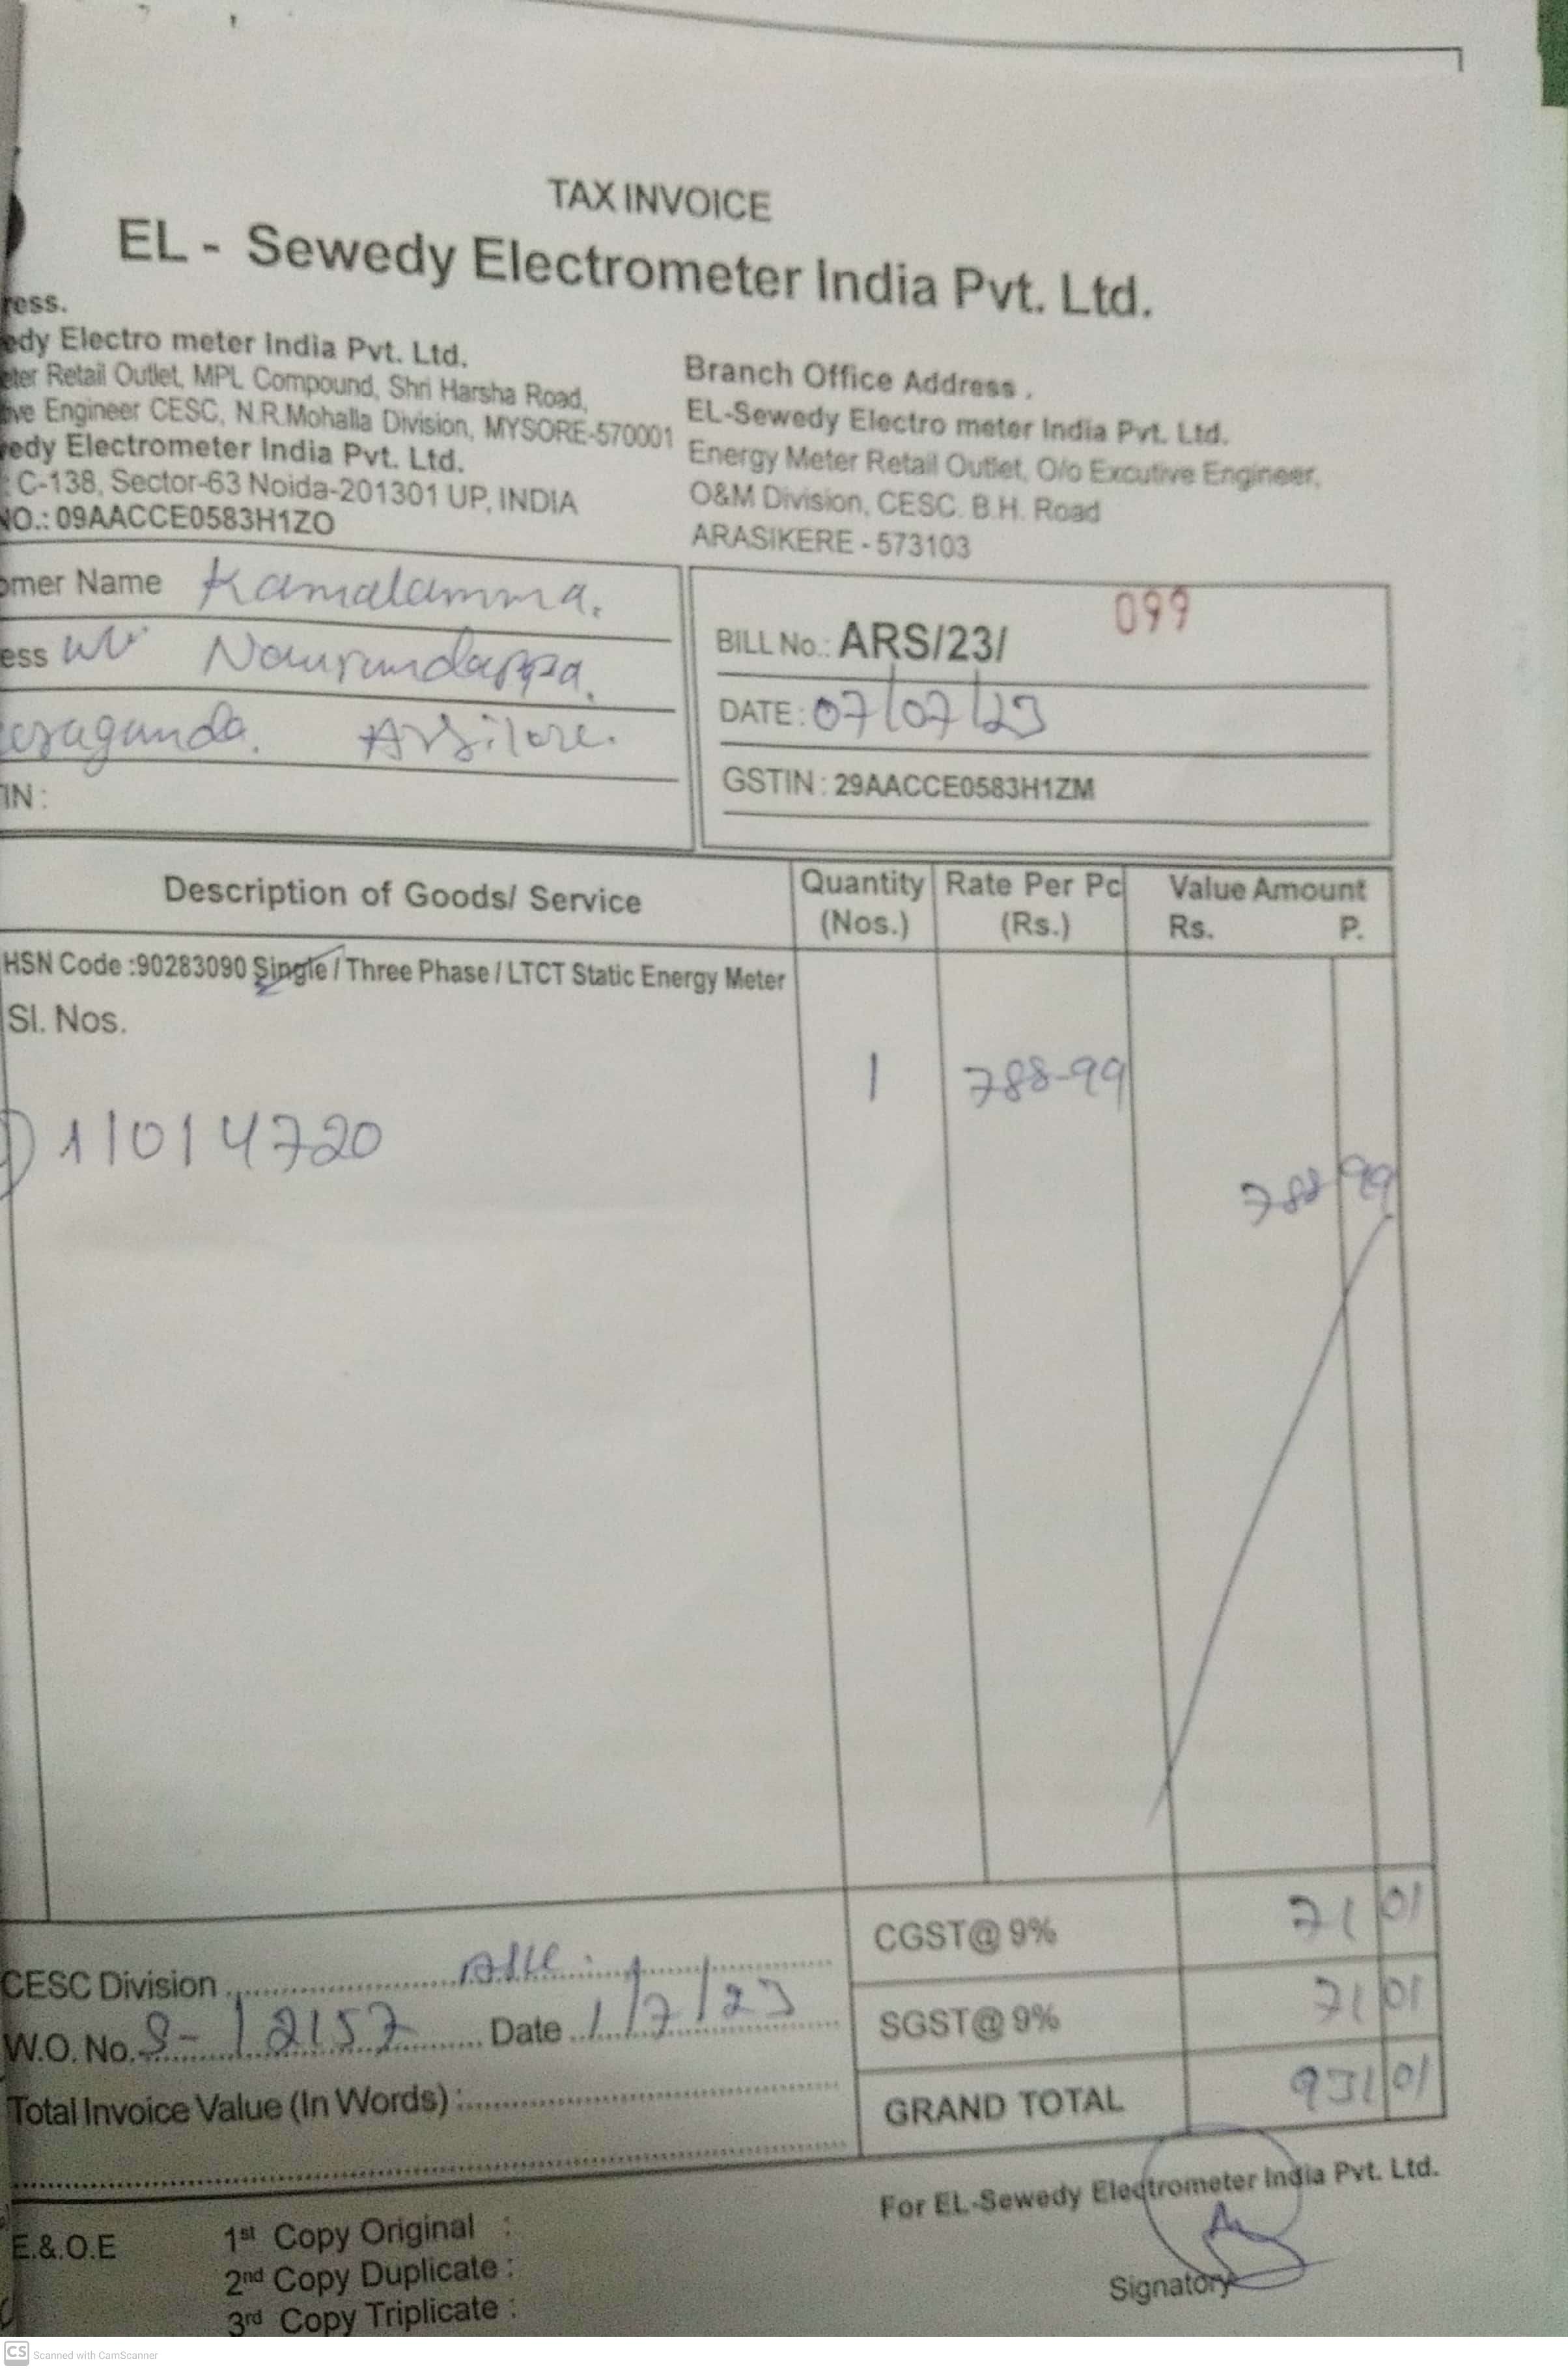 TAX INVOICE
EL - Sewedy Electrometer India Pvt. Ltd.
ress.
edy Electro meter India Pvt. Ltd.
eter Retail Outlet, MPL Compound, Shri Harsha Road,
ive Engineer CESC, N.R.Mohalla Division, MYSORE-570001
edy Electrometer India Pvt. Ltd.
: C-138, Sector-63 Noida-201301 UP, INDIA
NO.: 09AACCE0583H1ZO
Branch Office Address .
EL-Sewedy Electro meter India Pvt. Ltd.
Energy Meter Retail Outlet, O/o Excutive Engineer,
O&M Division, CESC. B.H. Road
ARASIKERE - 573103
omer Name Kamalamma.
ess
IN :
BILL No.: ARS/23/ 099
DATE : 07/07/23
GSTIN : 29AACCE0583H1ZM
Description of Goods/ Service Quantity (Nos.) Rate Per Pc (Rs.) Value Amount Rs. P.
HSN Code :90283090 Single / Three Phase / LTCT Static Energy Meter
Sl. Nos.
1 788-99
) 11014720
788 99
CGST@ 9% 71 01
SGST@ 9% 71 01
GRAND TOTAL 931 01
CESC Division
W.O. No. S-12157 Date 1/7/23
Total Invoice Value (In Words) :
For EL-Sewedy Electrometer India Pvt. Ltd.
Signatory
E.&.O.E
1st Copy Original :
2nd Copy Duplicate :
3rd Copy Triplicate :
CS Scanned with CamScanner